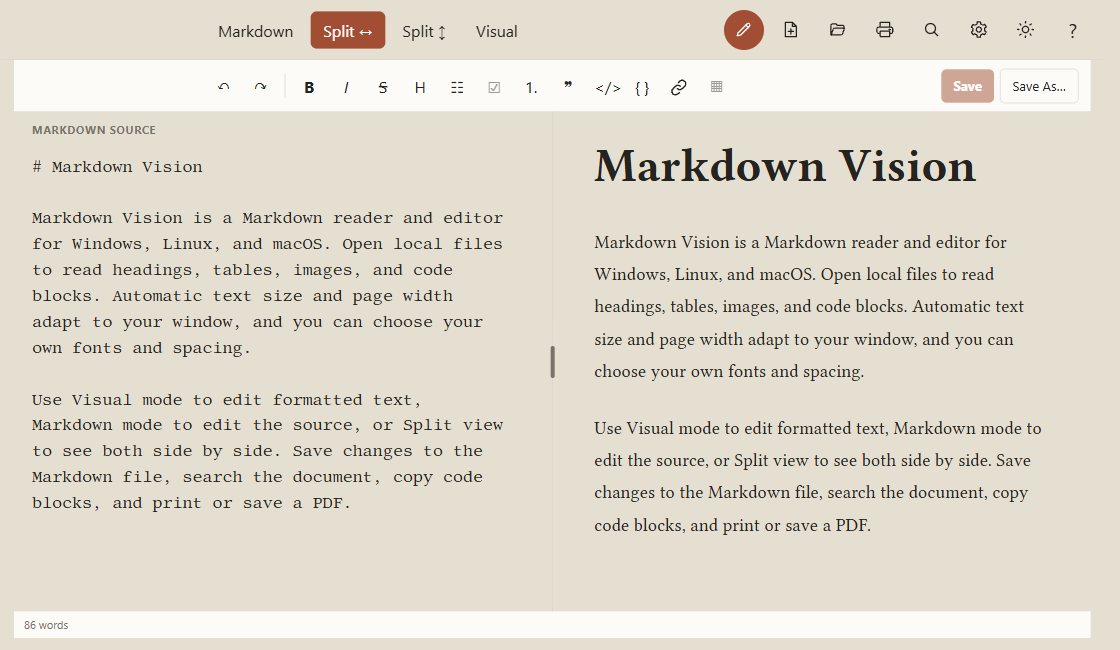 Markdown
Split ↔
Split ↕
Visual
?
B
I
S
H
1.
❞
</>
{ }
Save
Save As...
MARKDOWN SOURCE
# Markdown Vision
Markdown Vision is a Markdown reader and editor
for Windows, Linux, and macOS. Open local files
to read headings, tables, images, and code
blocks. Automatic text size and page width
adapt to your window, and you can choose your
own fonts and spacing.
Use Visual mode to edit formatted text,
Markdown mode to edit the source, or Split view
to see both side by side. Save changes to the
Markdown file, search the document, copy code
blocks, and print or save a PDF.
Markdown Vision
Markdown Vision is a Markdown reader and editor for
Windows, Linux, and macOS. Open local files to read
headings, tables, images, and code blocks. Automatic text
size and page width adapt to your window, and you can
choose your own fonts and spacing.
Use Visual mode to edit formatted text, Markdown mode to
edit the source, or Split view to see both side by side. Save
changes to the Markdown file, search the document, copy
code blocks, and print or save a PDF.
86 words